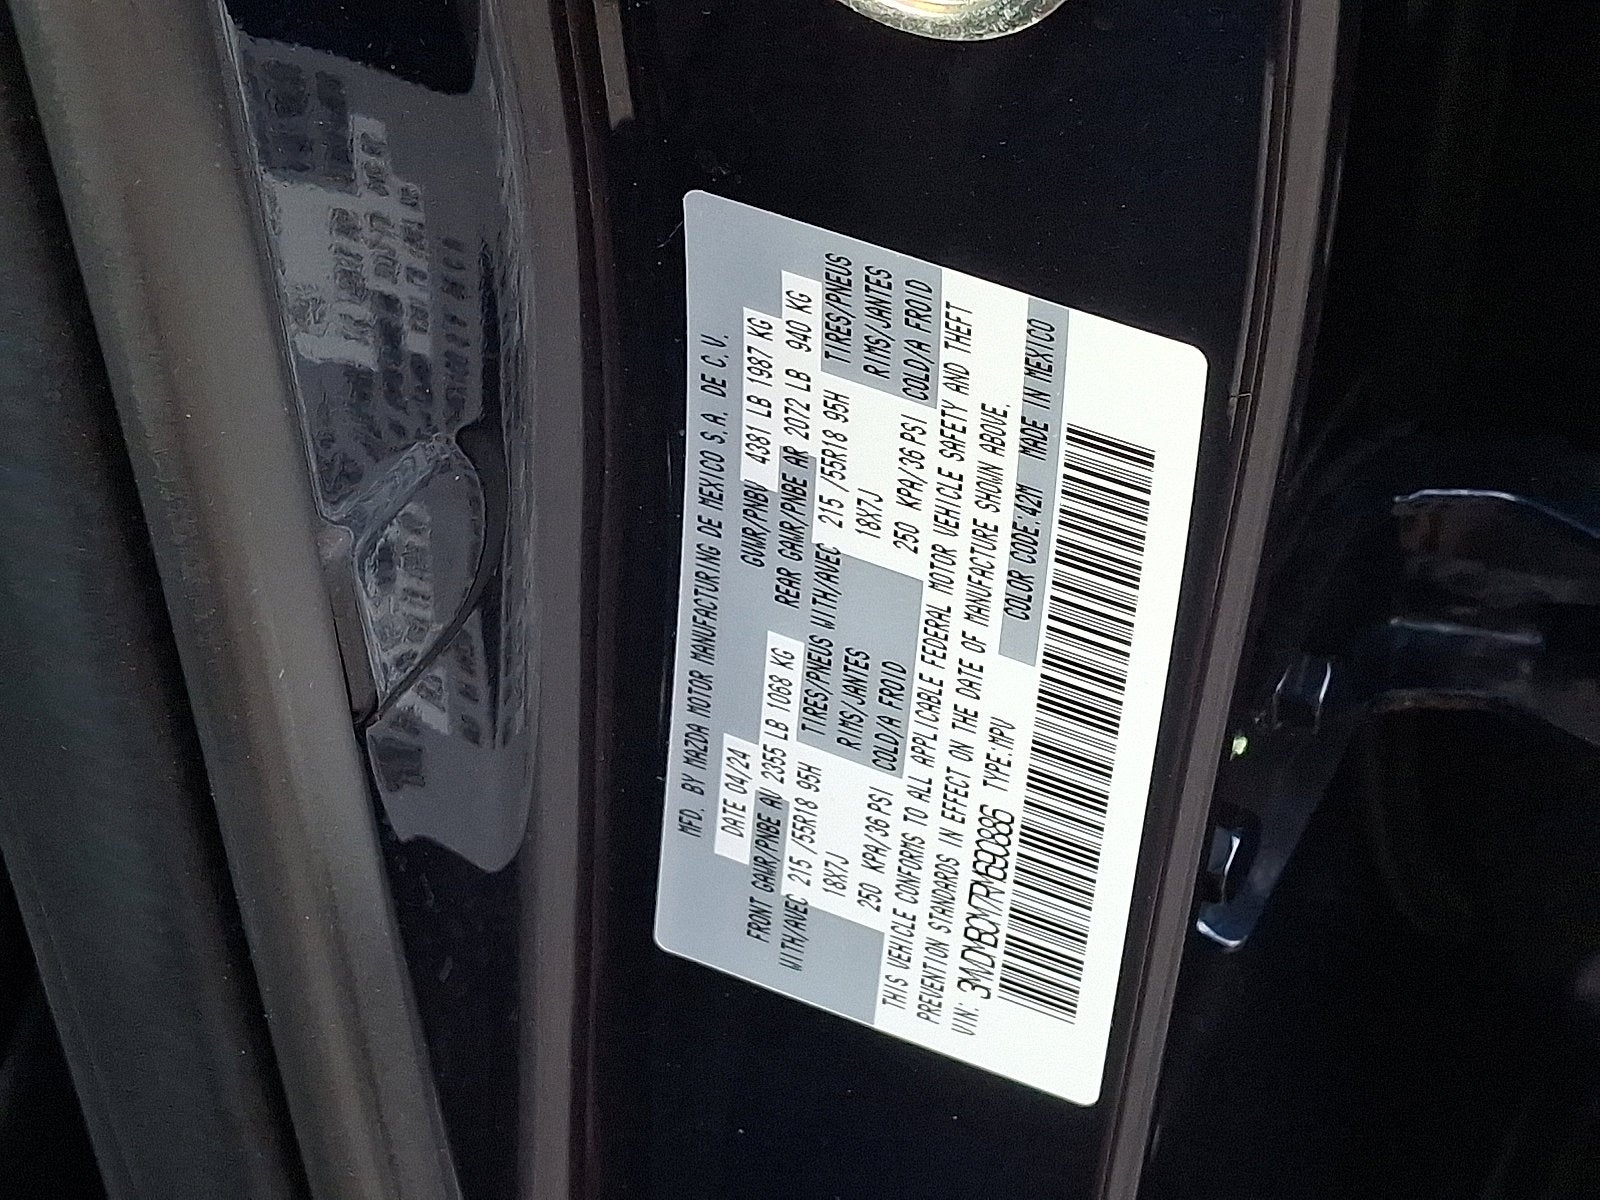 MFD. BY MAZDA MOTOR MANUFACTURING DE MEXICO S.A. DE C.V.
DATE 04/24 GVWR/PNBV 4381 LB 1987 KG
FRONT GAWR/PNBE AV 2355 LB 1068 KG REAR GAWR/PNBE AR 2072 LB 940 KG
WITH/AVEC 215 /55R18 95H TIRES/PNEUS WITH/AVEC 215 /55R18 95H TIRES/PNEUS
18X7J RIMS/JANTES 18X7J RIMS/JANTES
250 KPA/36 PSI COLD/A FROID 250 KPA/36 PSI COLD/A FROID
THIS VEHICLE CONFORMS TO ALL APPLICABLE FEDERAL MOTOR VEHICLE SAFETY AND THEFT
PREVENTION STANDARDS IN EFFECT ON THE DATE OF MANUFACTURE SHOWN ABOVE.
VIN: 3MVDMBCM7RM690886 TYPE:MPV COLOR CODE:42M MADE IN MEXICO